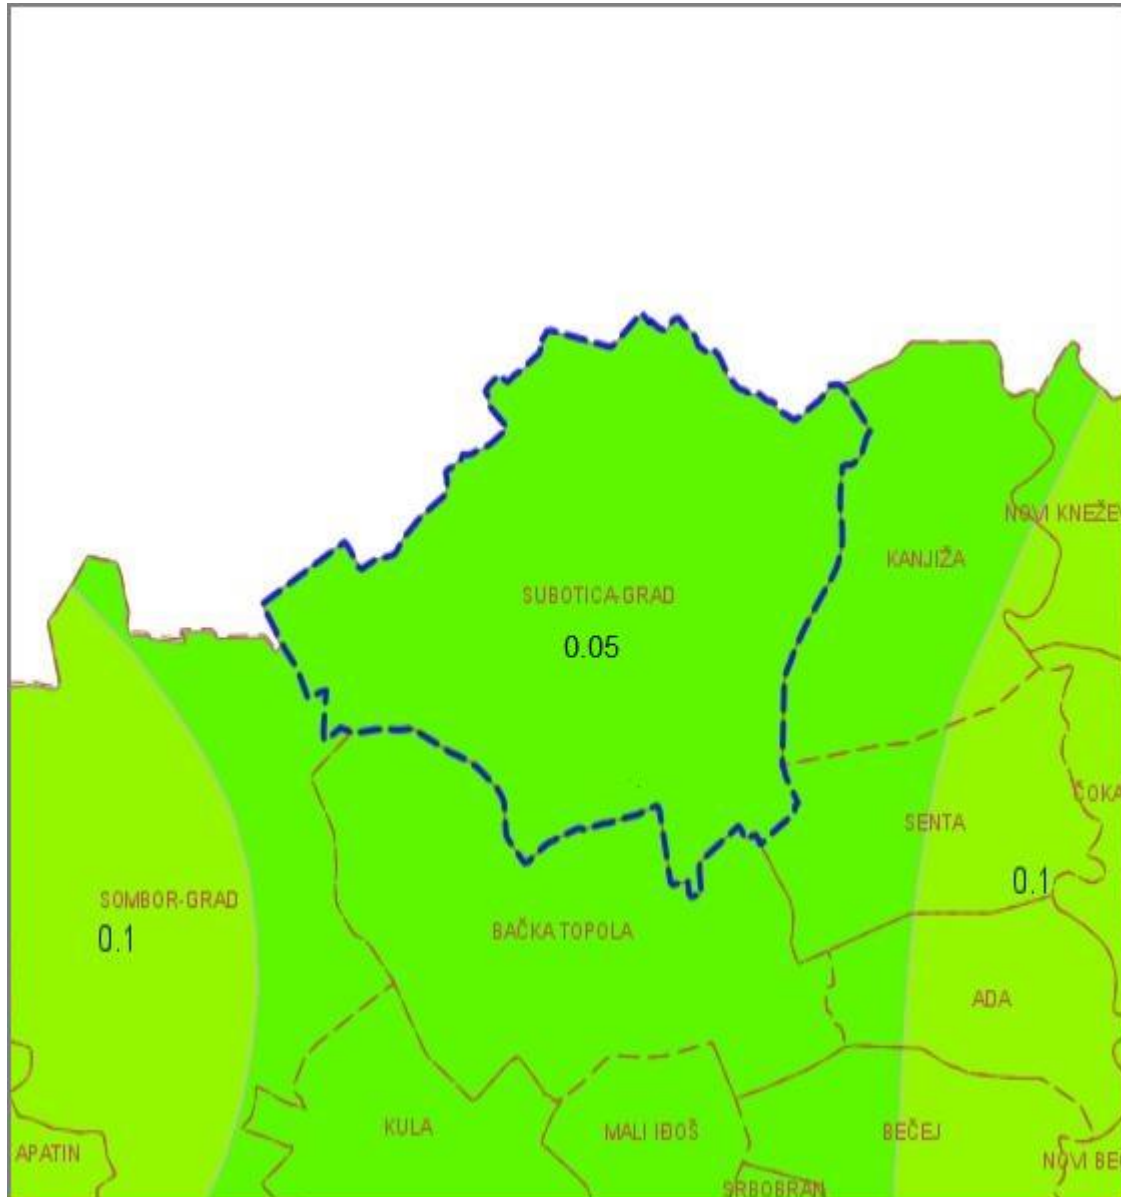 NOVI KNEŽE
KANJIŽA
SUBOTICA-GRAD
0.05
ČOKA
SENTA
0.1
SOMBOR-GRAD
0.1
BAČKA TOPOLA
ADA
KULA
MALI IĐOŠ
BEČEJ
APATIN
NOVI BEČ
SRBOBRAN